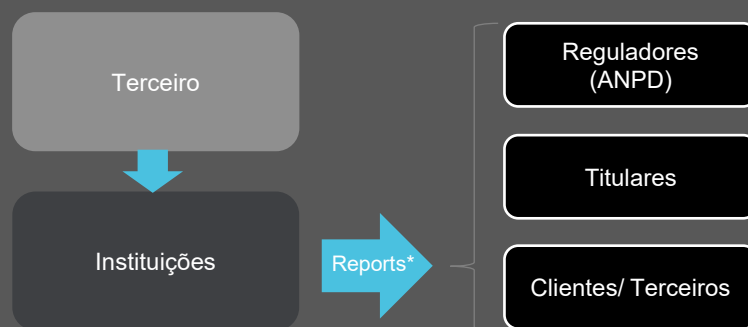 Terceiro
Instituições
Reports*
Reguladores
(ANPD)
Titulares
Clientes/ Terceiros